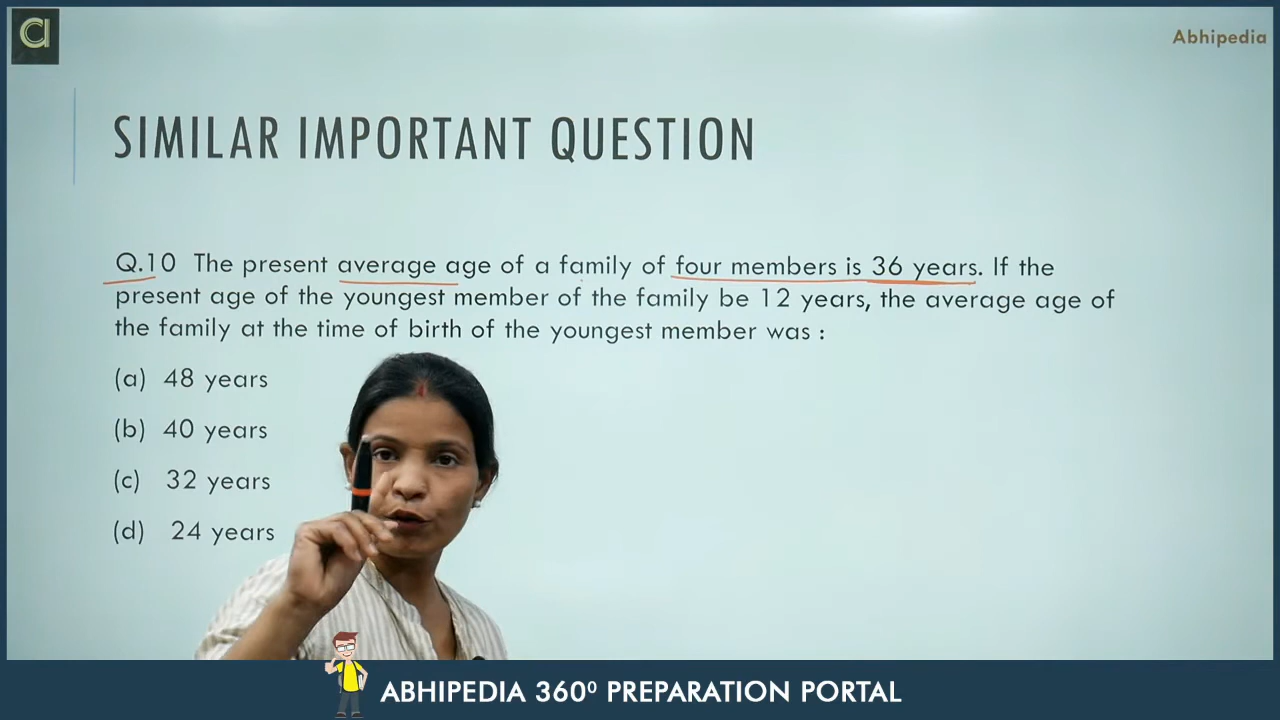 a
Abhipedia
SIMILAR IMPORTANT QUESTION
Q.10 The present average age of a family of four members is 36 years. If the
present age of the youngest member of the family be 12 years, the average age of
the family at the time of birth of the youngest member was :
(a) 48 years
(b) 40 years
(c) 32 years
(d) 24 years
ABHIPEDIA 360⁰ PREPARATION PORTAL